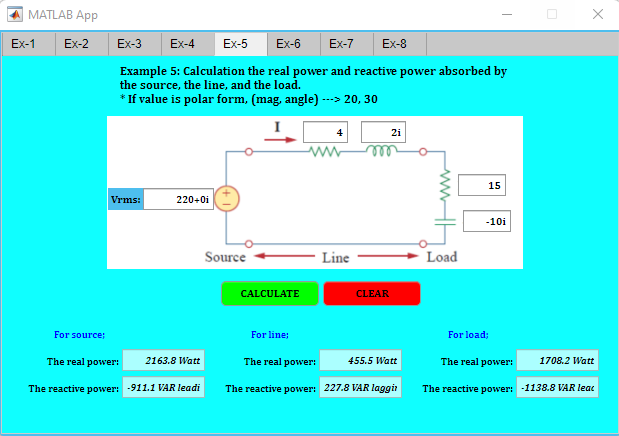 MATLAB App
Ex-1 Ex-2 Ex-3 Ex-4 Ex-5 Ex-6 Ex-7 Ex-8
Example 5: Calculation the real power and reactive power absorbed by
the source, the line, and the load.
* If value is polar form, (mag, angle) ---> 20, 30
I
4
2i
15
Vrms:
220+0i
+
-10i
Source
Line
Load
CALCULATE
CLEAR
For source;
For line;
For load;
The real power: 2163.8 Watt
The real power: 455.5 Watt
The real power: 1708.2 Watt
The reactive power: -911.1 VAR leadi
The reactive power: 227.8 VAR laggin
The reactive power: -1138.8 VAR leac